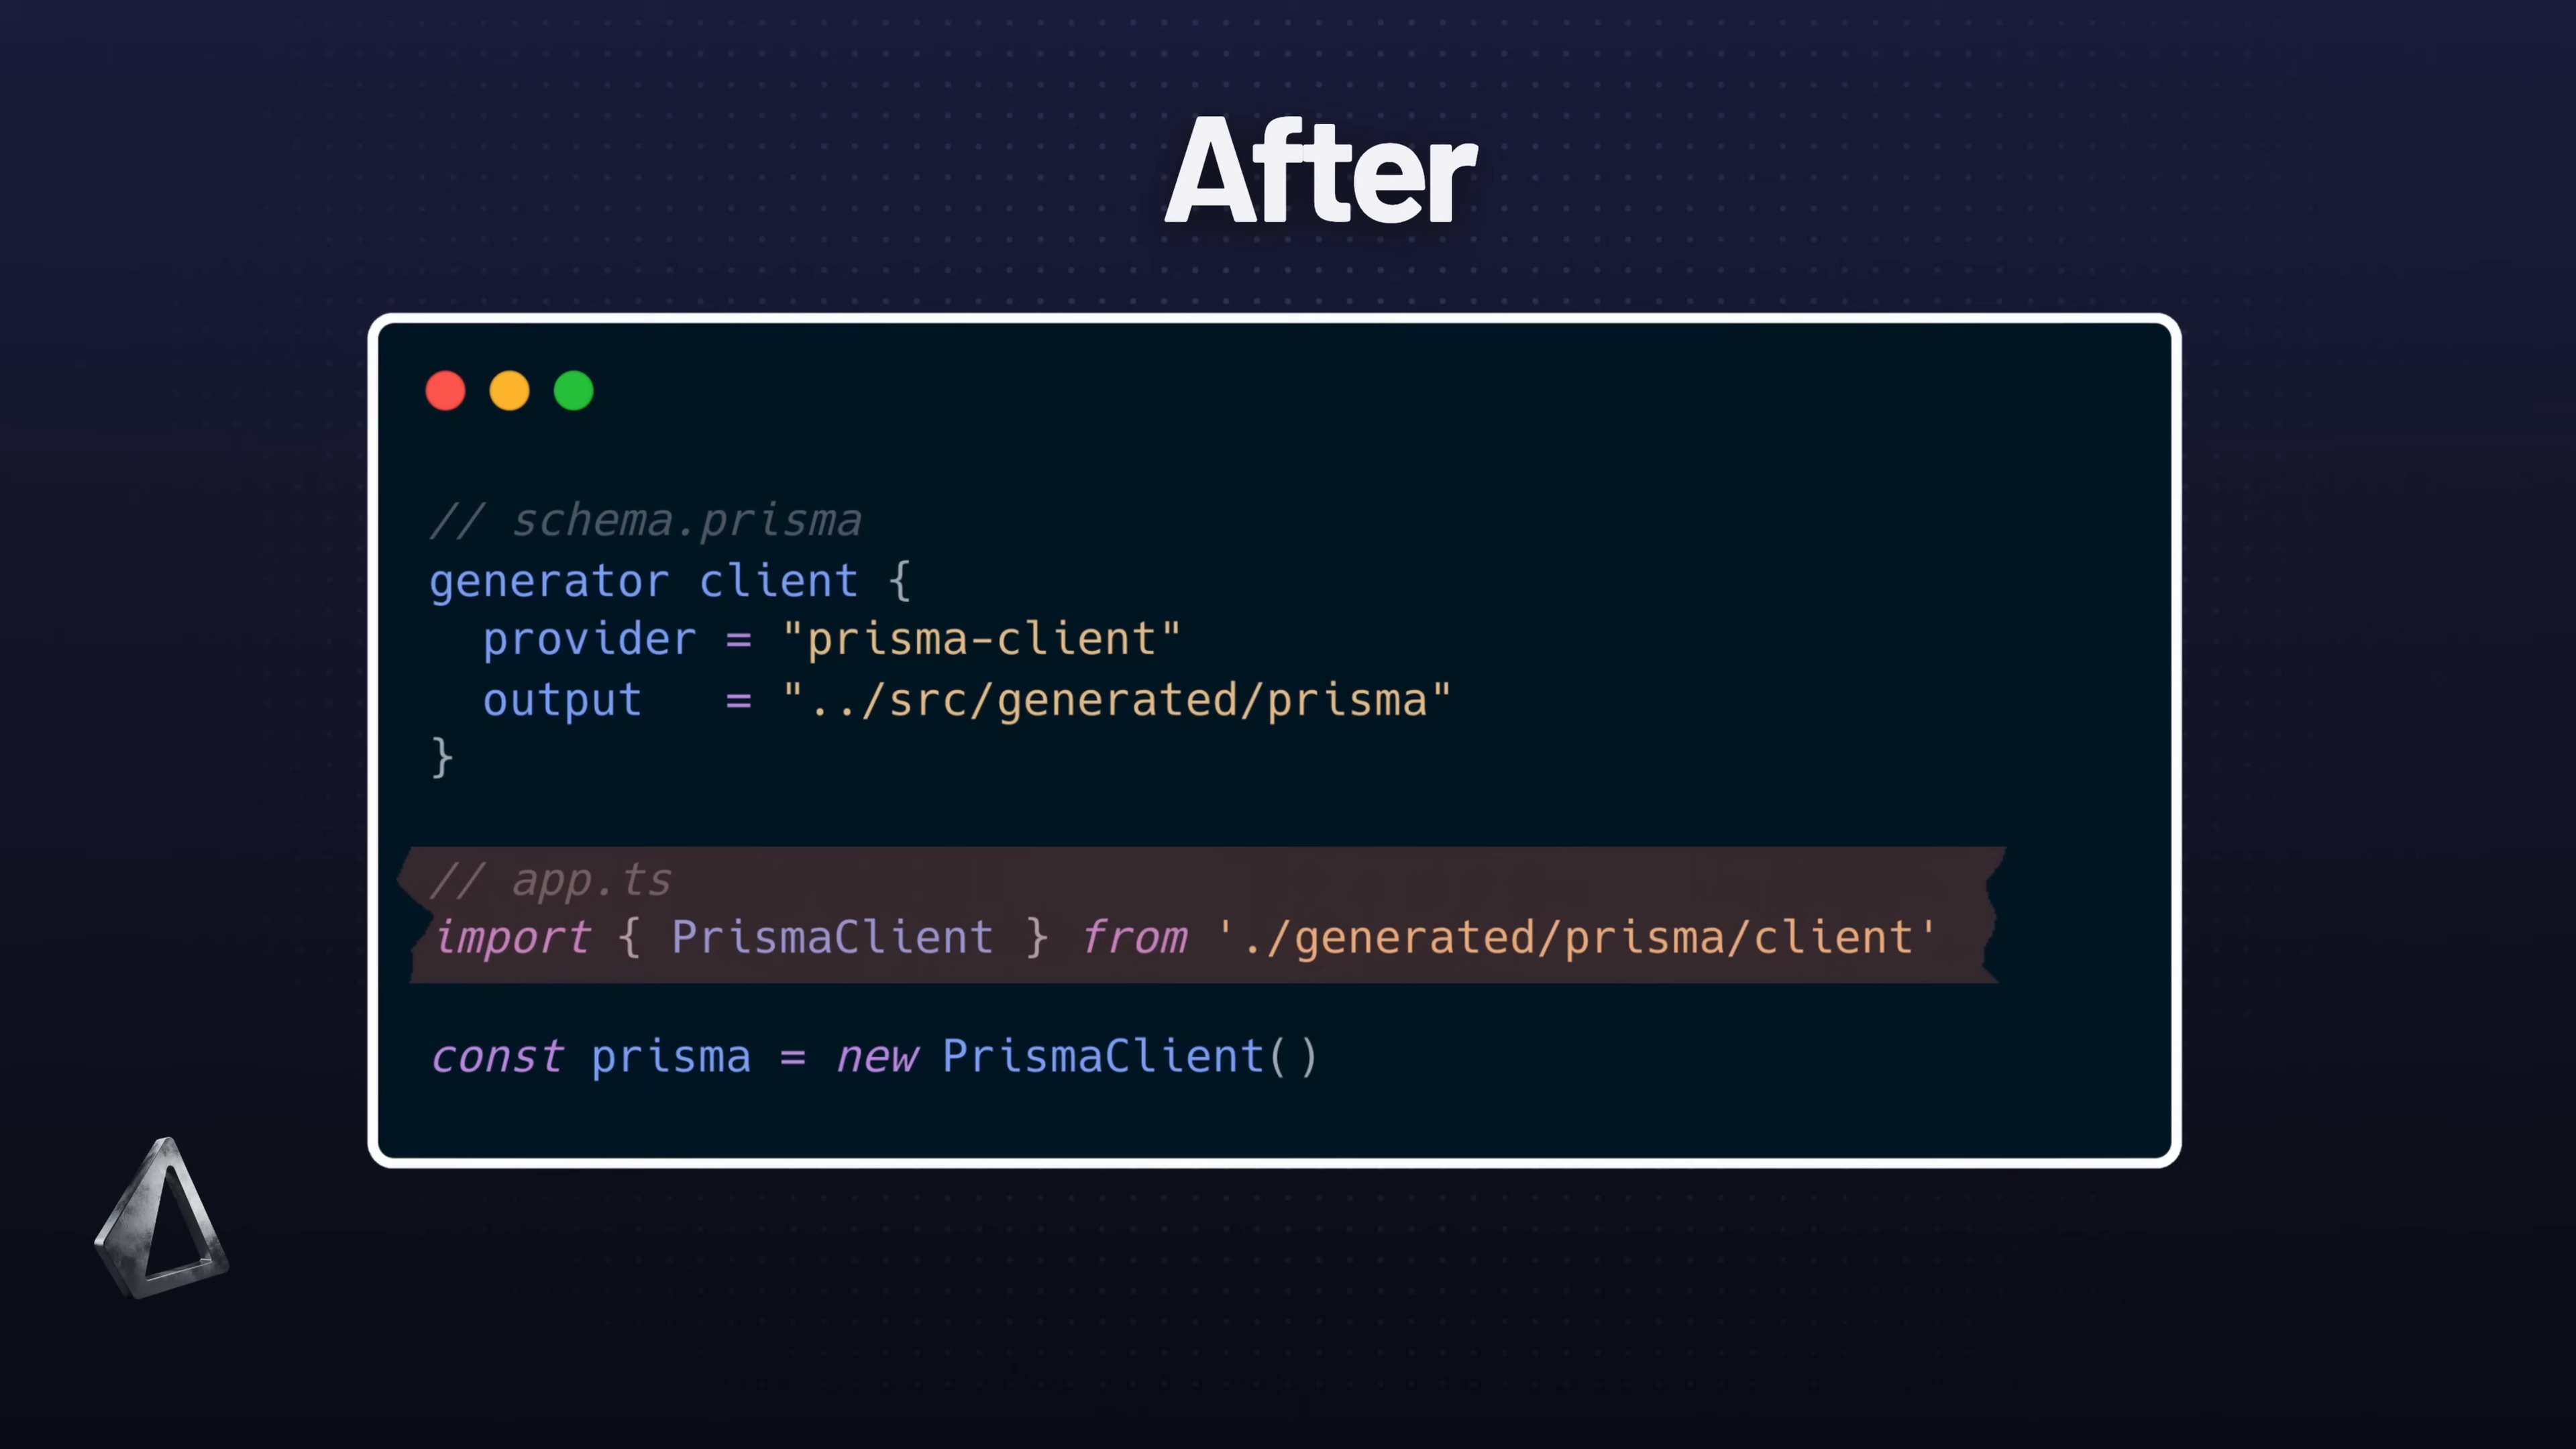 After
// schema.prisma
generator client {
  provider = "prisma-client"
  output   = "../src/generated/prisma"
}
// app.ts
import { PrismaClient } from './generated/prisma/client'
const prisma = new PrismaClient()